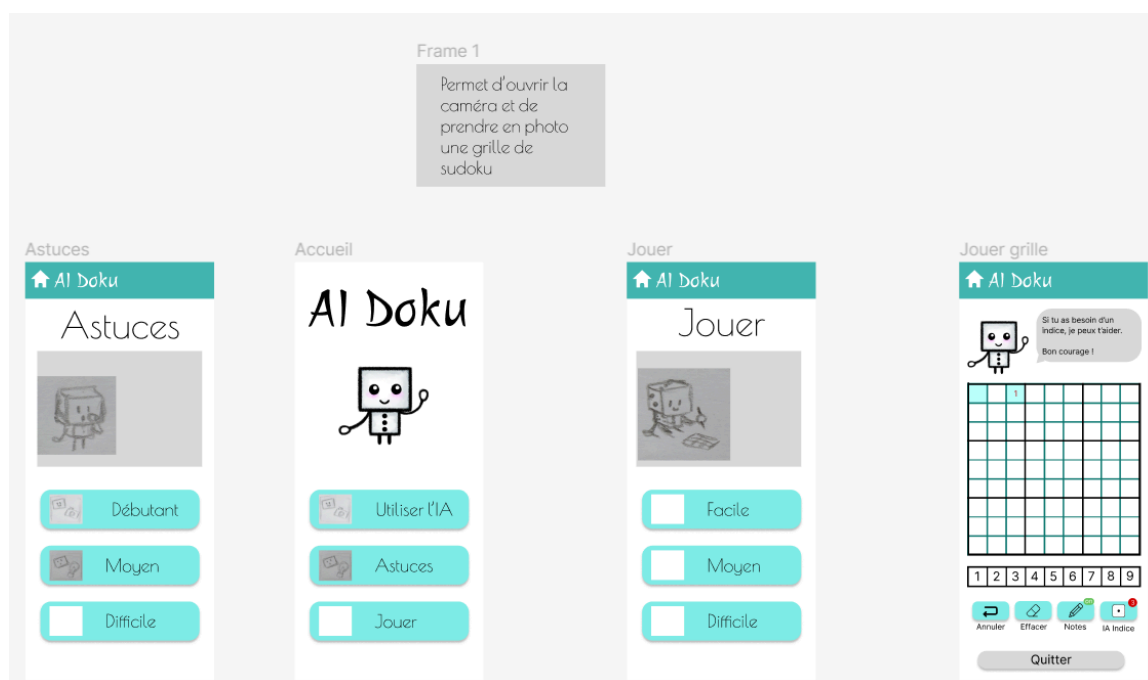 Frame 1
Permet d'ouvrir la
caméra et de
prendre en photo
une grille de
sudoku
Astuces
AI Doku
Astuces
Débutant
Moyen
Difficile
Accueil
AI Doku
Utiliser l'IA
Astuces
Jouer
Jouer
AI Doku
Jouer
Facile
Moyen
Difficile
Jouer grille
AI Doku
Si tu as besoin d'un
indice, je peux t'aider.
Bon courage !
1
1 2 3 4 5 6 7 8 9
3
Annuler Effacer Notes IA Indice
Quitter